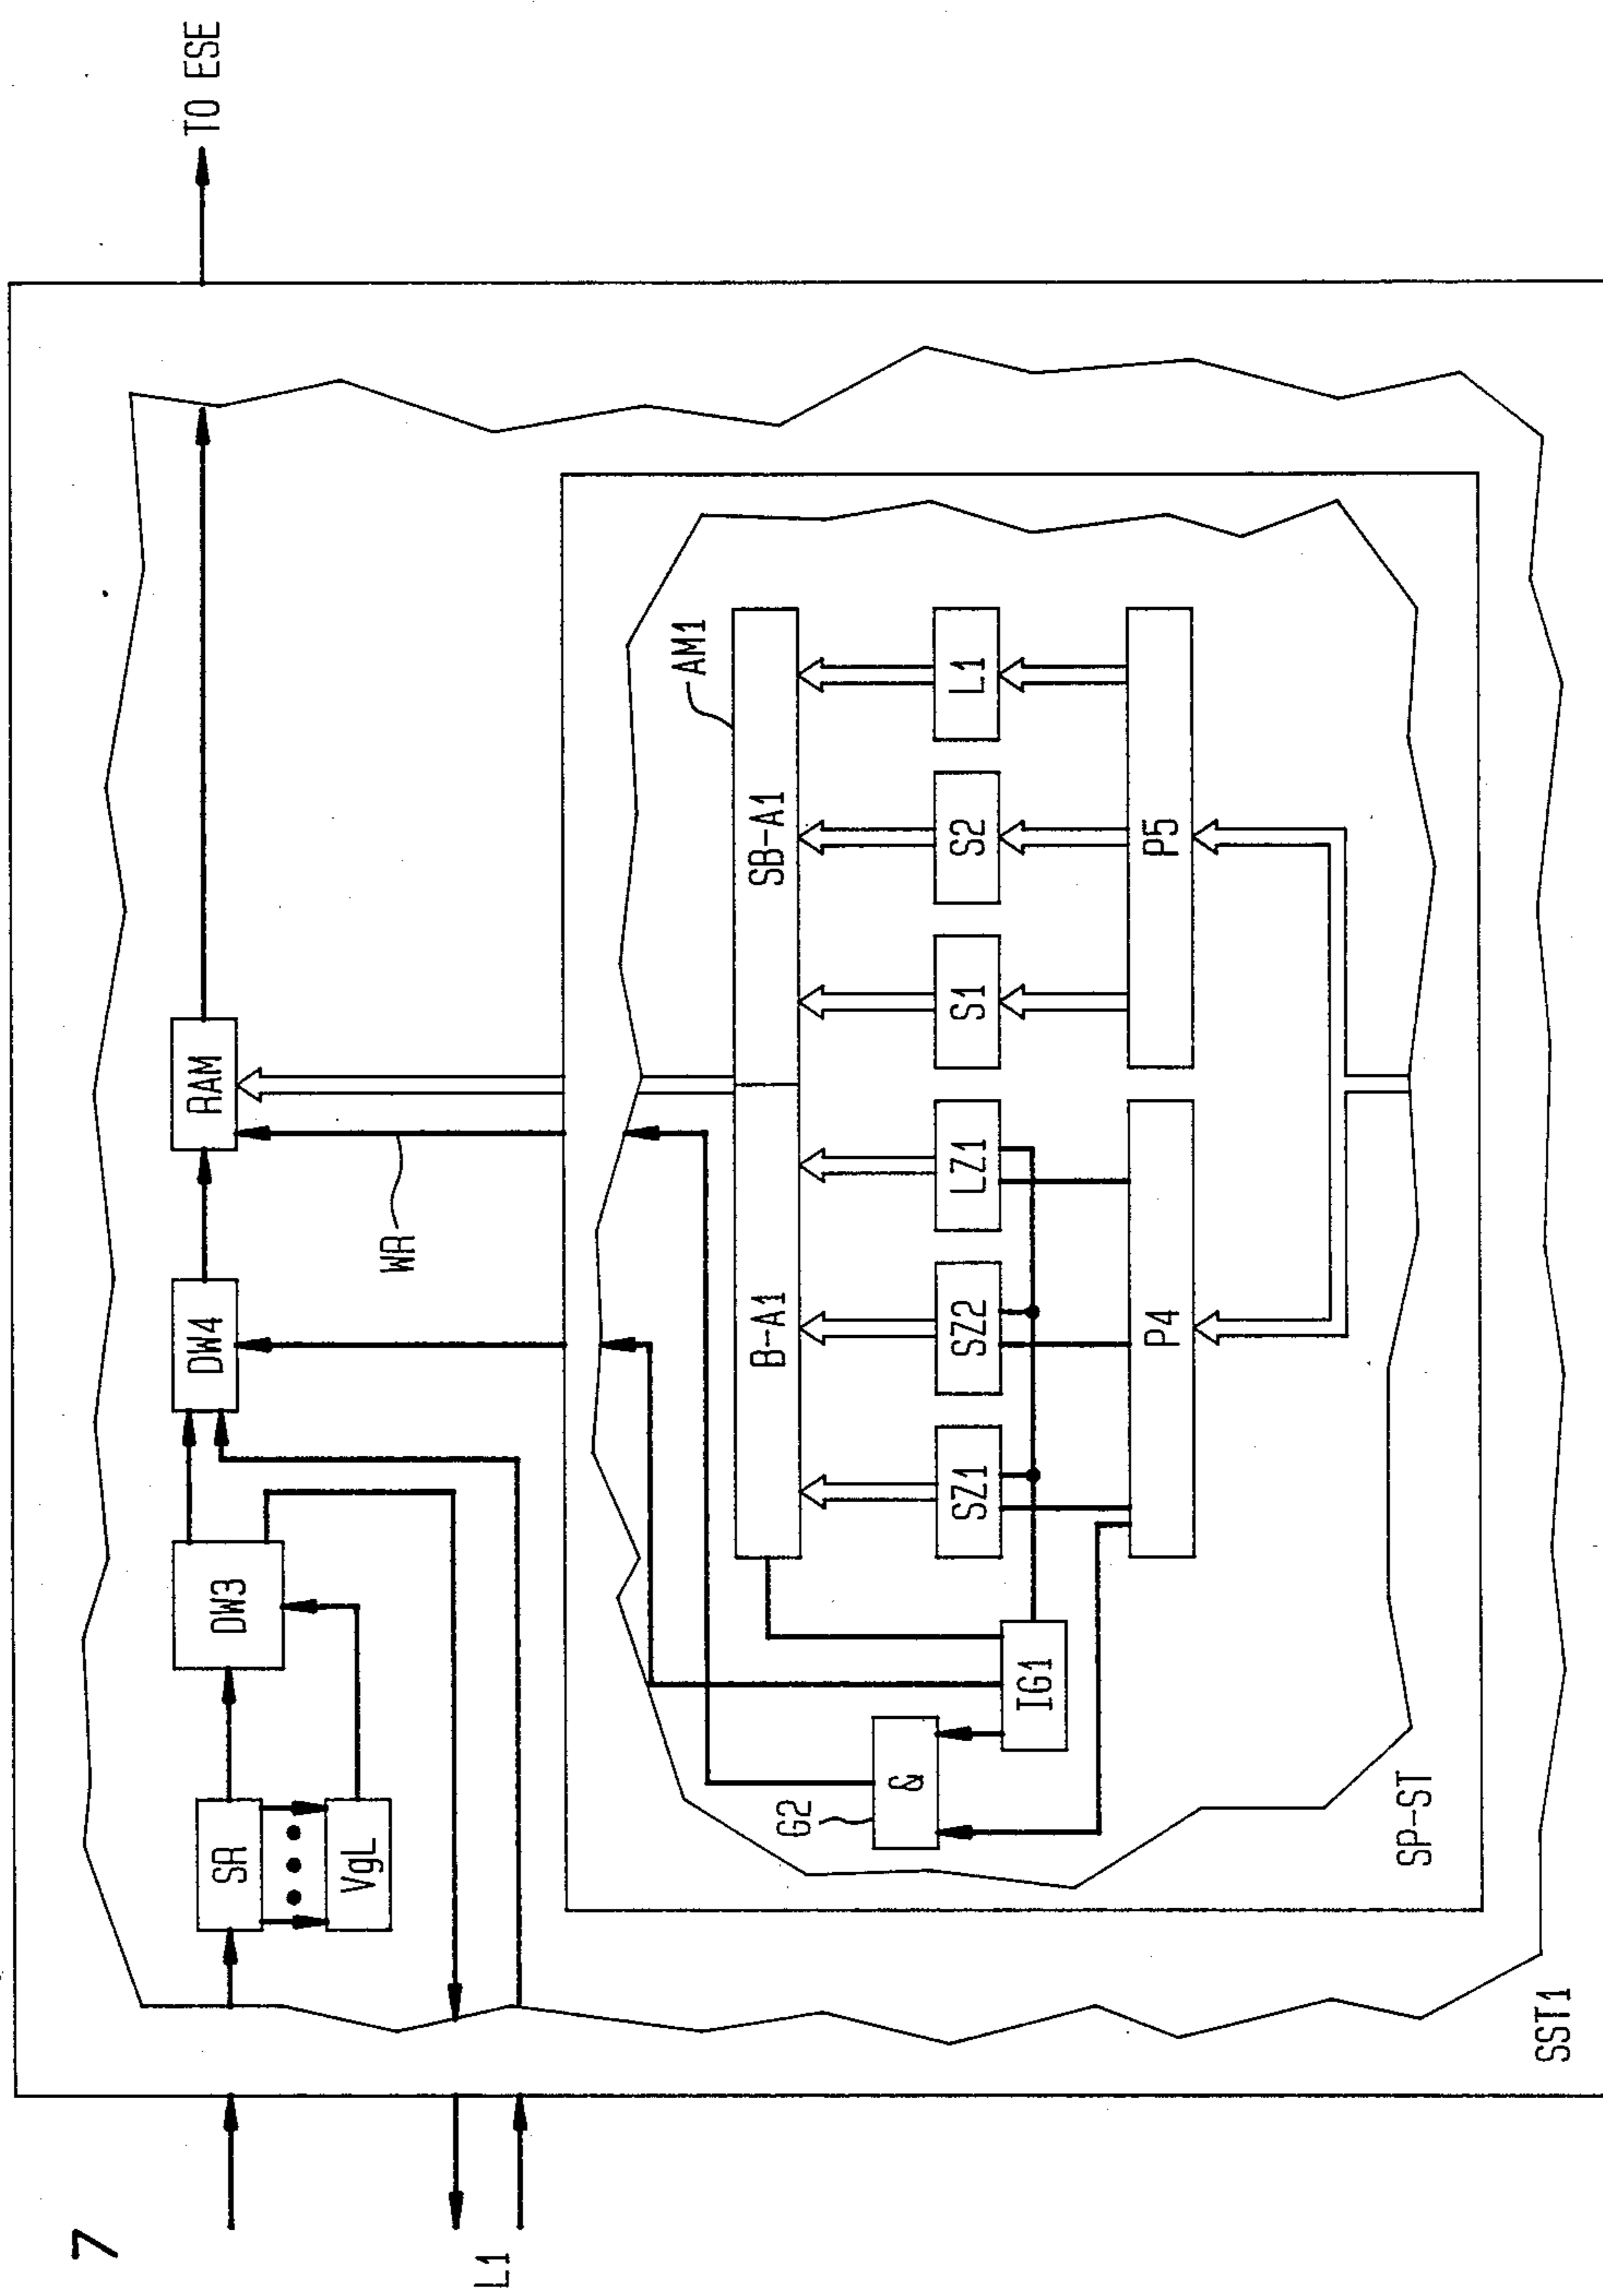 7
L1
SR
VgL
DW3
DW4
RAM
TO ESE
WR
G2
&
IG1
B-A1
SB-A1
AM1
SZ1
SZ2
LZ1
S1
S2
L1
P4
P5
SP-ST
SST1